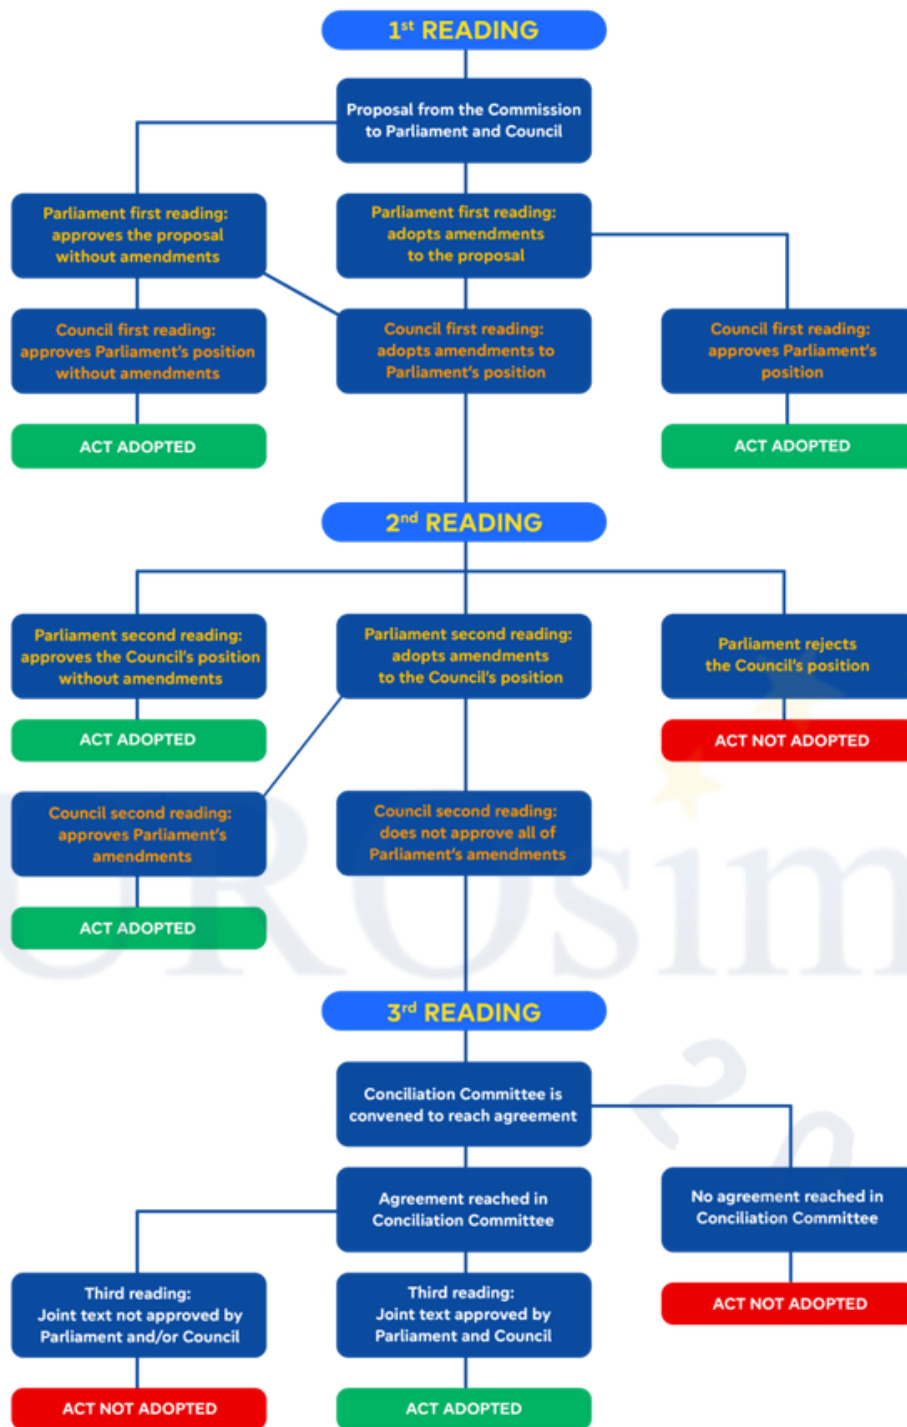 1st READING
Proposal from the Commission
to Parliament and Council
Parliament first reading:
approves the proposal
without amendments
Parliament first reading:
adopts amendments
to the proposal
Council first reading:
approves Parliament's position
without amendments
Council first reading:
adopts amendments to
Parliament's position
Council first reading:
approves Parliament's
position
ACT ADOPTED
ACT ADOPTED
2nd READING
Parliament second reading:
approves the Council's position
without amendments
Parliament second reading:
adopts amendments
to the Council's position
Parliament rejects
the Council's position
ACT ADOPTED
ACT NOT ADOPTED
Council second reading:
approves Parliament's
amendments
Council second reading:
does not approve all of
Parliament's amendments
ACT ADOPTED
UROsim
3rd READING
Conciliation Committee is
convened to reach agreement
Agreement reached in
Conciliation Committee
No agreement reached in
Conciliation Committee
Third reading:
Joint text not approved by
Parliament and/or Council
Third reading:
Joint text approved by
Parliament and Council
ACT NOT ADOPTED
ACT NOT ADOPTED
ACT ADOPTED